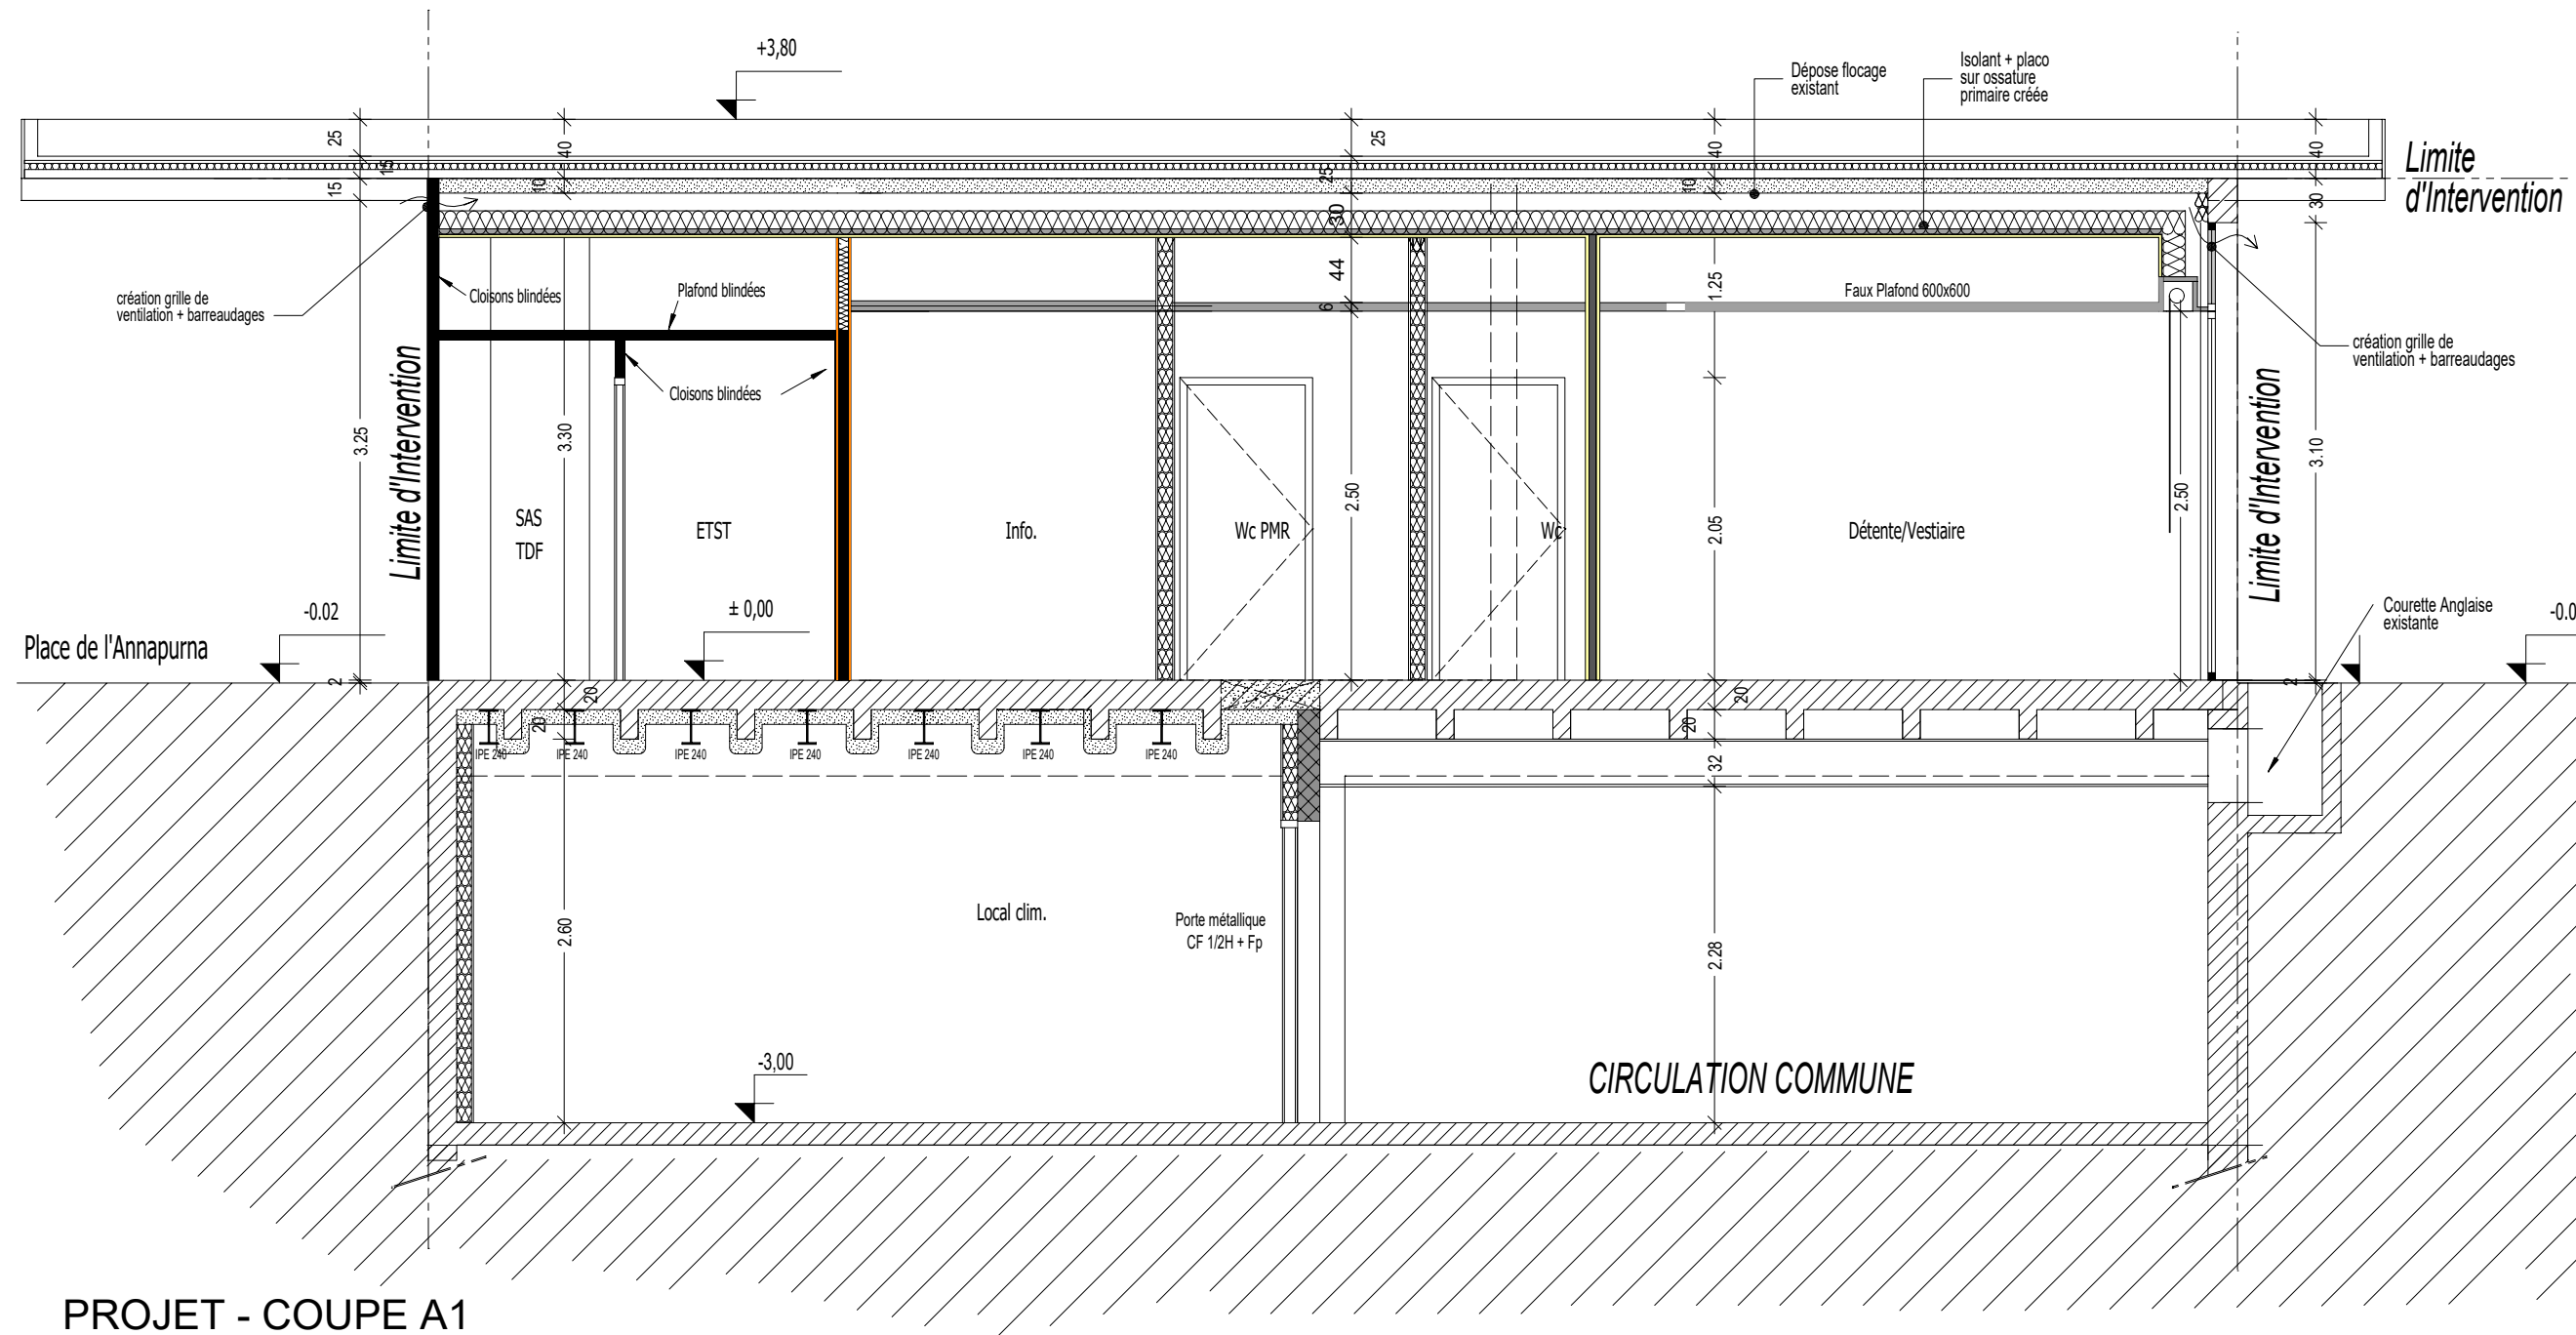 +3,80
Dépose flocage
existant
Isolant + placo
sur ossature
primaire créée
25
40
25
40
40
Limite
d'Intervention
15
15
10
25
10
30
30
création grille de
ventilation + barreaudages
Cloisons blindées
Plafond blindées
44
1.25
6
Faux Plafond 600x600
création grille de
ventilation + barreaudages
Cloisons blindées
Limite d'Intervention
3.25
3.30
2.50
2.05
2.50
3.10
Limite d'Intervention
SAS
TDF
ETST
Info.
Wc PMR
Wc
Détente/Vestiaire
Place de l'Annapurna
-0.02
± 0,00
Courette Anglaise
existante
-0.0
2
20
20
20
20
2
IPE 240
IPE 240
IPE 240
IPE 240
IPE 240
IPE 240
IPE 240
32
2.60
Local clim.
Porte métallique
CF 1/2H + Fp
2.28
-3,00
CIRCULATION COMMUNE
PROJET - COUPE A1